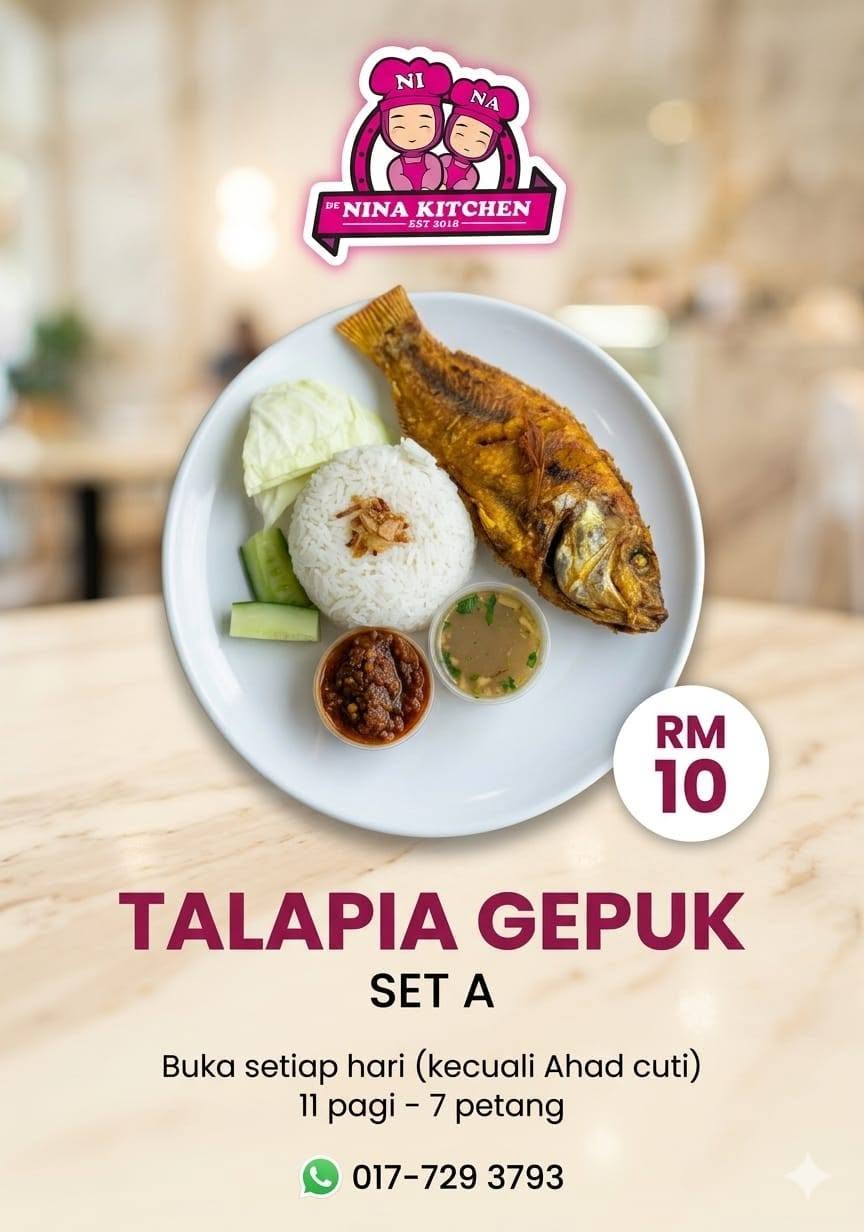 NI
NA
DE NINA KITCHEN
EST 3018
RM
10
TALAPIA GEPUK
SET A
Buka setiap hari (kecuali Ahad cuti)
11 pagi - 7 petang
017-729 3793